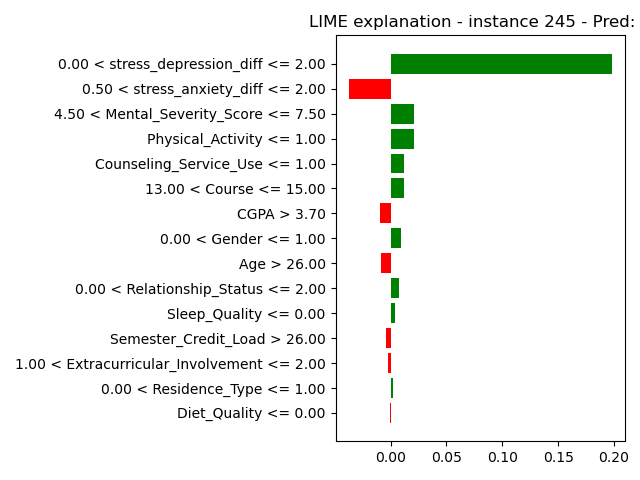 LIME explanation - instance 245 - Pred:
0.00 < stress_depression_diff <= 2.00
0.50 < stress_anxiety_diff <= 2.00
4.50 < Mental_Severity_Score <= 7.50
Physical_Activity <= 1.00
Counseling_Service_Use <= 1.00
13.00 < Course <= 15.00
CGPA > 3.70
0.00 < Gender <= 1.00
Age > 26.00
0.00 < Relationship_Status <= 2.00
Sleep_Quality <= 0.00
Semester_Credit_Load > 26.00
1.00 < Extracurricular_Involvement <= 2.00
0.00 < Residence_Type <= 1.00
Diet_Quality <= 0.00
0.00 0.05 0.10 0.15 0.20